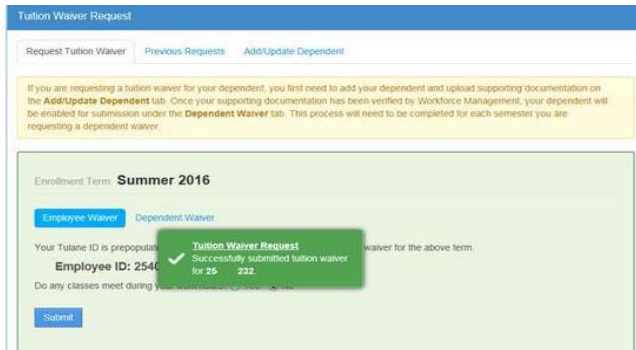 Tuition Waiver Request
Request Tuition Waiver Previous Requests Add/Update Dependent
If you are requesting a tuition waiver for your dependent, you first need to add your dependent and upload supporting documentation on
the Add/Update Dependent tab. Once your supporting documentation has been verified by Workforce Management, your dependent will
be enabled for submission under the Dependent Waiver tab. This process will need to be completed for each semester you are
requesting a dependent waiver.
Enrollment Term: Summer 2016
Employee Waiver Dependent Waiver
Tuition Waiver Request
Successfully submitted tuition waiver
for 25 232.
Your Tulane ID is waiver for the above term.
Employee ID: 2540
Do any classes meet during No
Submit